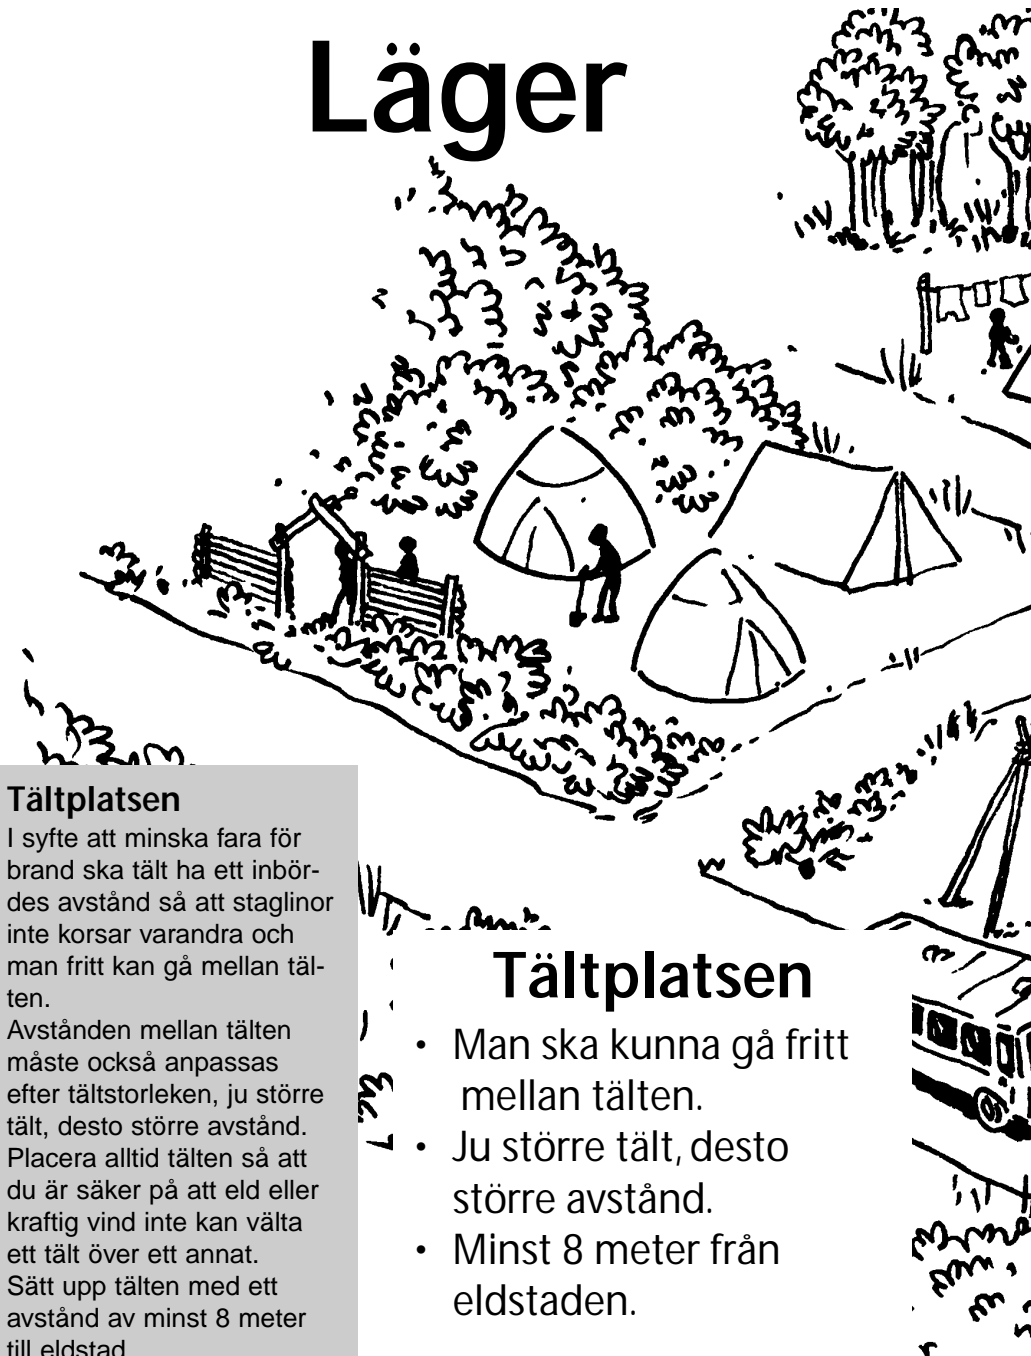 Läger
Tältplatsen
I syfte att minska fara för
brand ska tält ha ett inbör-
des avstånd så att staglinor
inte korsar varandra och
man fritt kan gå mellan täl-
ten.
Avstånden mellan tälten
måste också anpassas
efter tältstorleken, ju större
tält, desto större avstånd.
Placera alltid tälten så att
du är säker på att eld eller
kraftig vind inte kan välta
ett tält över ett annat.
Sätt upp tälten med ett
avstånd av minst 8 meter
till eldstad
Tältplatsen
• Man ska kunna gå fritt
mellan tälten.
• Ju större tält, desto
större avstånd.
• Minst 8 meter från
eldstaden.